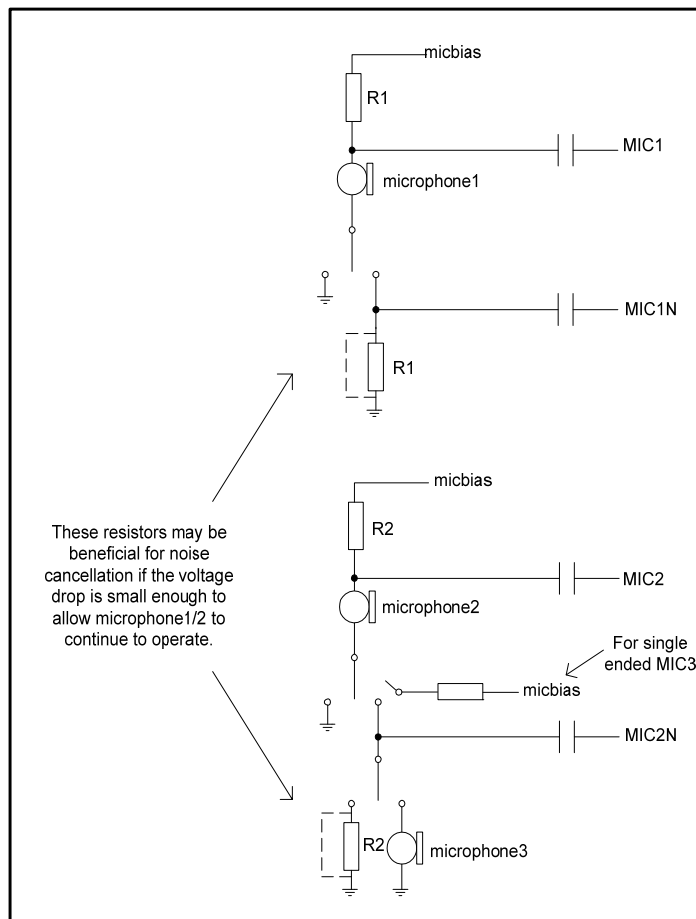 micbias
R1
MIC1
microphone1
MIC1N
R1
micbias
R2
These resistors may be
beneficial for noise
cancellation if the voltage
drop is small enough to
allow microphone1/2 to
continue to operate.
MIC2
microphone2
For single
ended MIC3
micbias
MIC2N
R2
microphone3